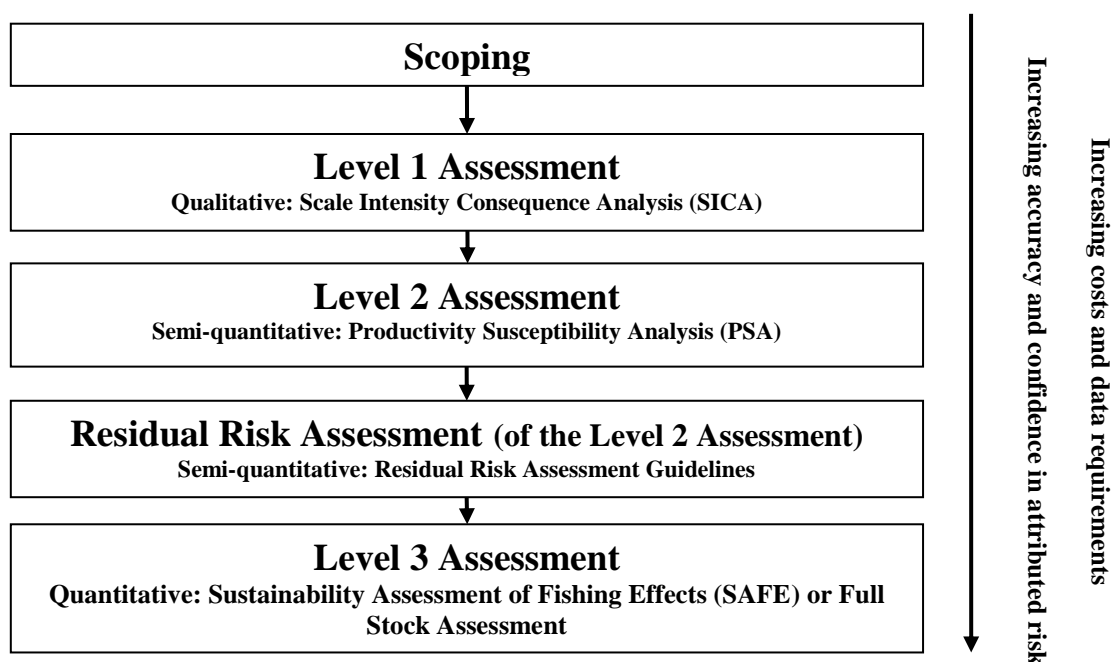 Scoping
Level 1 Assessment
Qualitative: Scale Intensity Consequence Analysis (SICA)
Level 2 Assessment
Semi-quantitative: Productivity Susceptibility Analysis (PSA)
Residual Risk Assessment (of the Level 2 Assessment)
Semi-quantitative: Residual Risk Assessment Guidelines
Level 3 Assessment
Quantitative: Sustainability Assessment of Fishing Effects (SAFE) or Full
Stock Assessment
Increasing costs and data requirements
Increasing accuracy and confidence in attributed risk